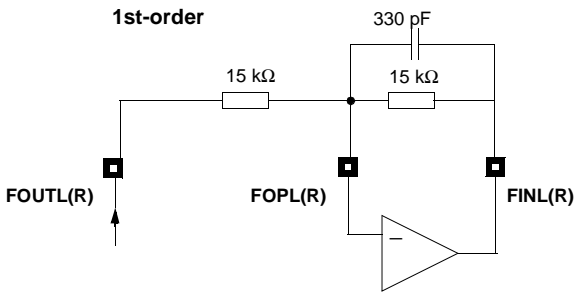 1st-order
330 pF
15 kΩ
15 kΩ
FOUTL(R)
FOPL(R)
FINL(R)